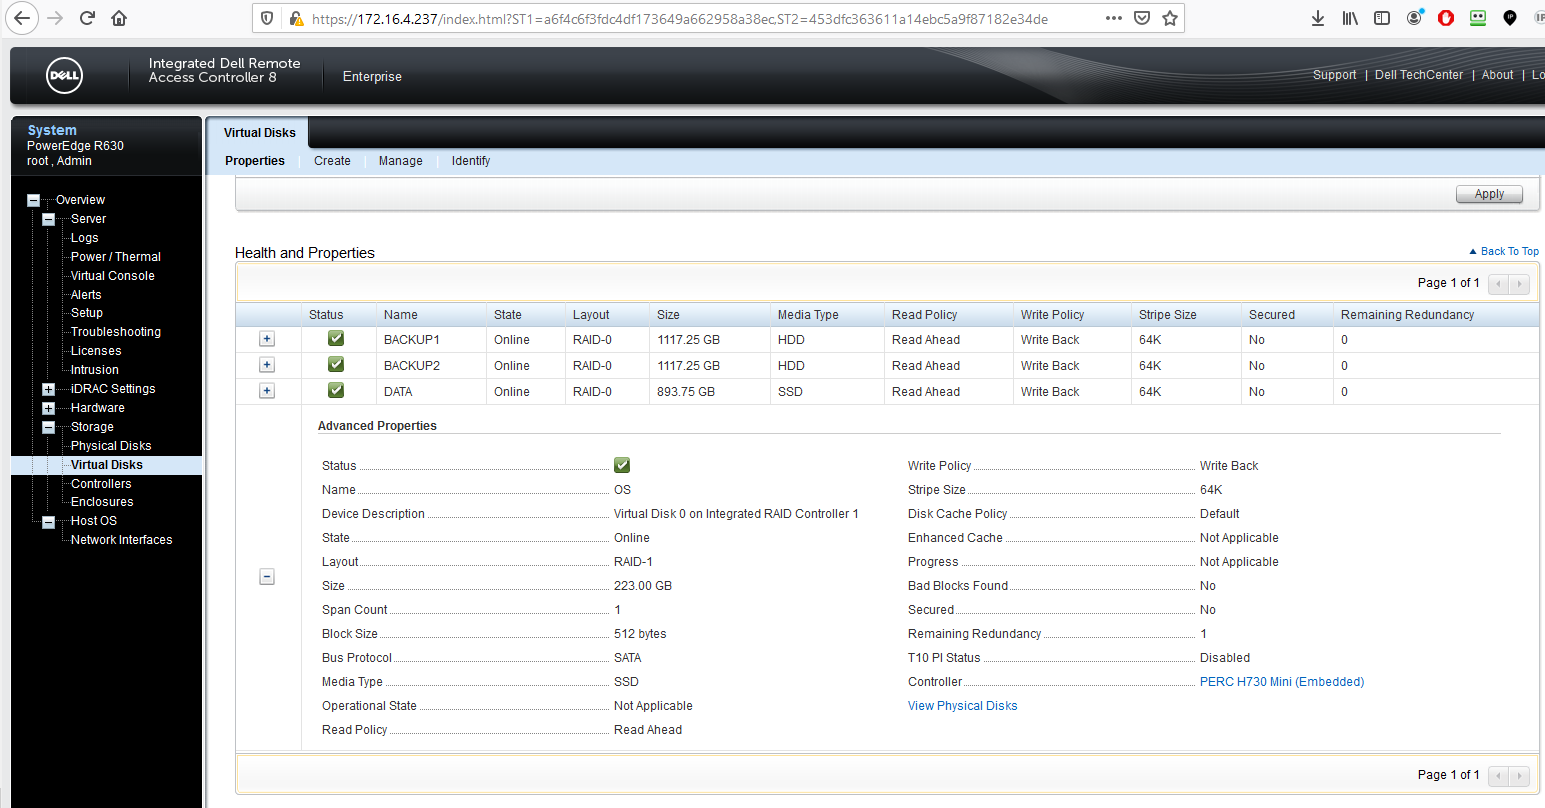 https://172.16.4.237/index.html?ST1=a6f4c6f3fdc4df173649a662958a38ec,ST2=453dfc363611a14ebc5a9f87182e34de
DELL
Integrated Dell Remote
Access Controller 8
Enterprise
Support | Dell TechCenter | About | Lo
System
PowerEdge R630
root , Admin
Virtual Disks
Properties Create Manage Identify
Overview
Server
Logs
Power / Thermal
Virtual Console
Alerts
Setup
Troubleshooting
Licenses
Intrusion
iDRAC Settings
Hardware
Storage
Physical Disks
Virtual Disks
Controllers
Enclosures
Host OS
Network Interfaces
Apply
Health and Properties
Back To Top
Page 1 of 1
Status Name State Layout Size Media Type Read Policy Write Policy Stripe Size Secured Remaining Redundancy
BACKUP1 Online RAID-0 1117.25 GB HDD Read Ahead Write Back 64K No 0
BACKUP2 Online RAID-0 1117.25 GB HDD Read Ahead Write Back 64K No 0
DATA Online RAID-0 893.75 GB SSD Read Ahead Write Back 64K No 0
Advanced Properties
Status
Name OS
Device Description Virtual Disk 0 on Integrated RAID Controller 1
State Online
Layout RAID-1
Size 223.00 GB
Span Count 1
Block Size 512 bytes
Bus Protocol SATA
Media Type SSD
Operational State Not Applicable
Read Policy Read Ahead
Write Policy Write Back
Stripe Size 64K
Disk Cache Policy Default
Enhanced Cache Not Applicable
Progress Not Applicable
Bad Blocks Found No
Secured No
Remaining Redundancy 1
T10 PI Status Disabled
Controller PERC H730 Mini (Embedded)
View Physical Disks
Page 1 of 1